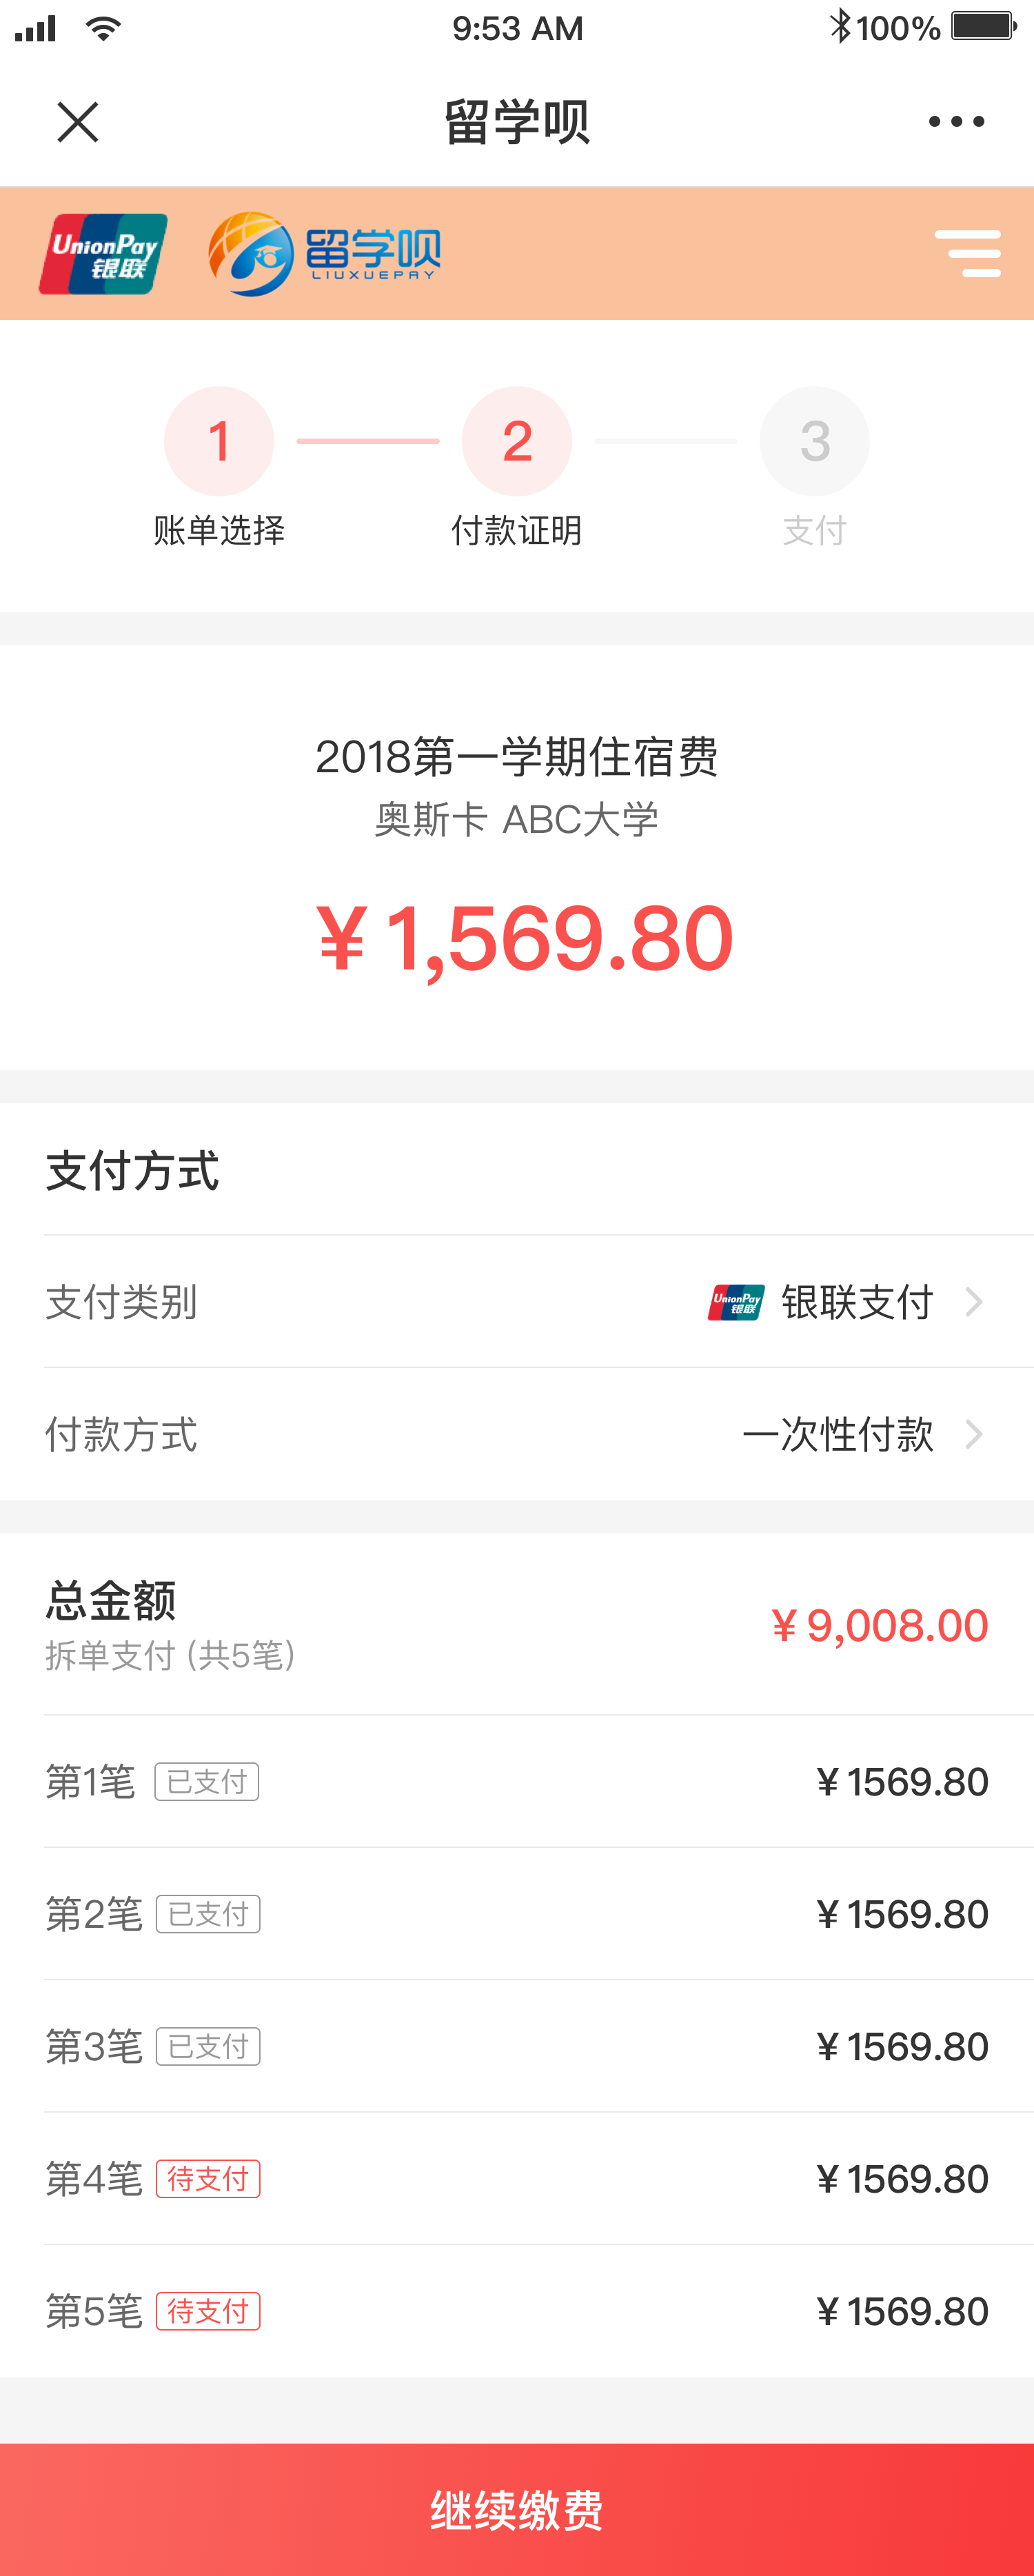 9:53 AM 100%
留学呗
UnionPay 银联 留学呗 LIUXUEPAY
1 2 3
账单选择 付款证明 支付
2018第一学期住宿费
奥斯卡 ABC大学
¥ 1,569.80
支付方式
支付类别 UnionPay 银联 银联支付
付款方式 一次性付款
总金额
拆单支付 (共5笔)
¥ 9,008.00
第1笔 已支付 ¥ 1569.80
第2笔 已支付 ¥ 1569.80
第3笔 已支付 ¥ 1569.80
第4笔 待支付 ¥ 1569.80
第5笔 待支付 ¥ 1569.80
继续缴费